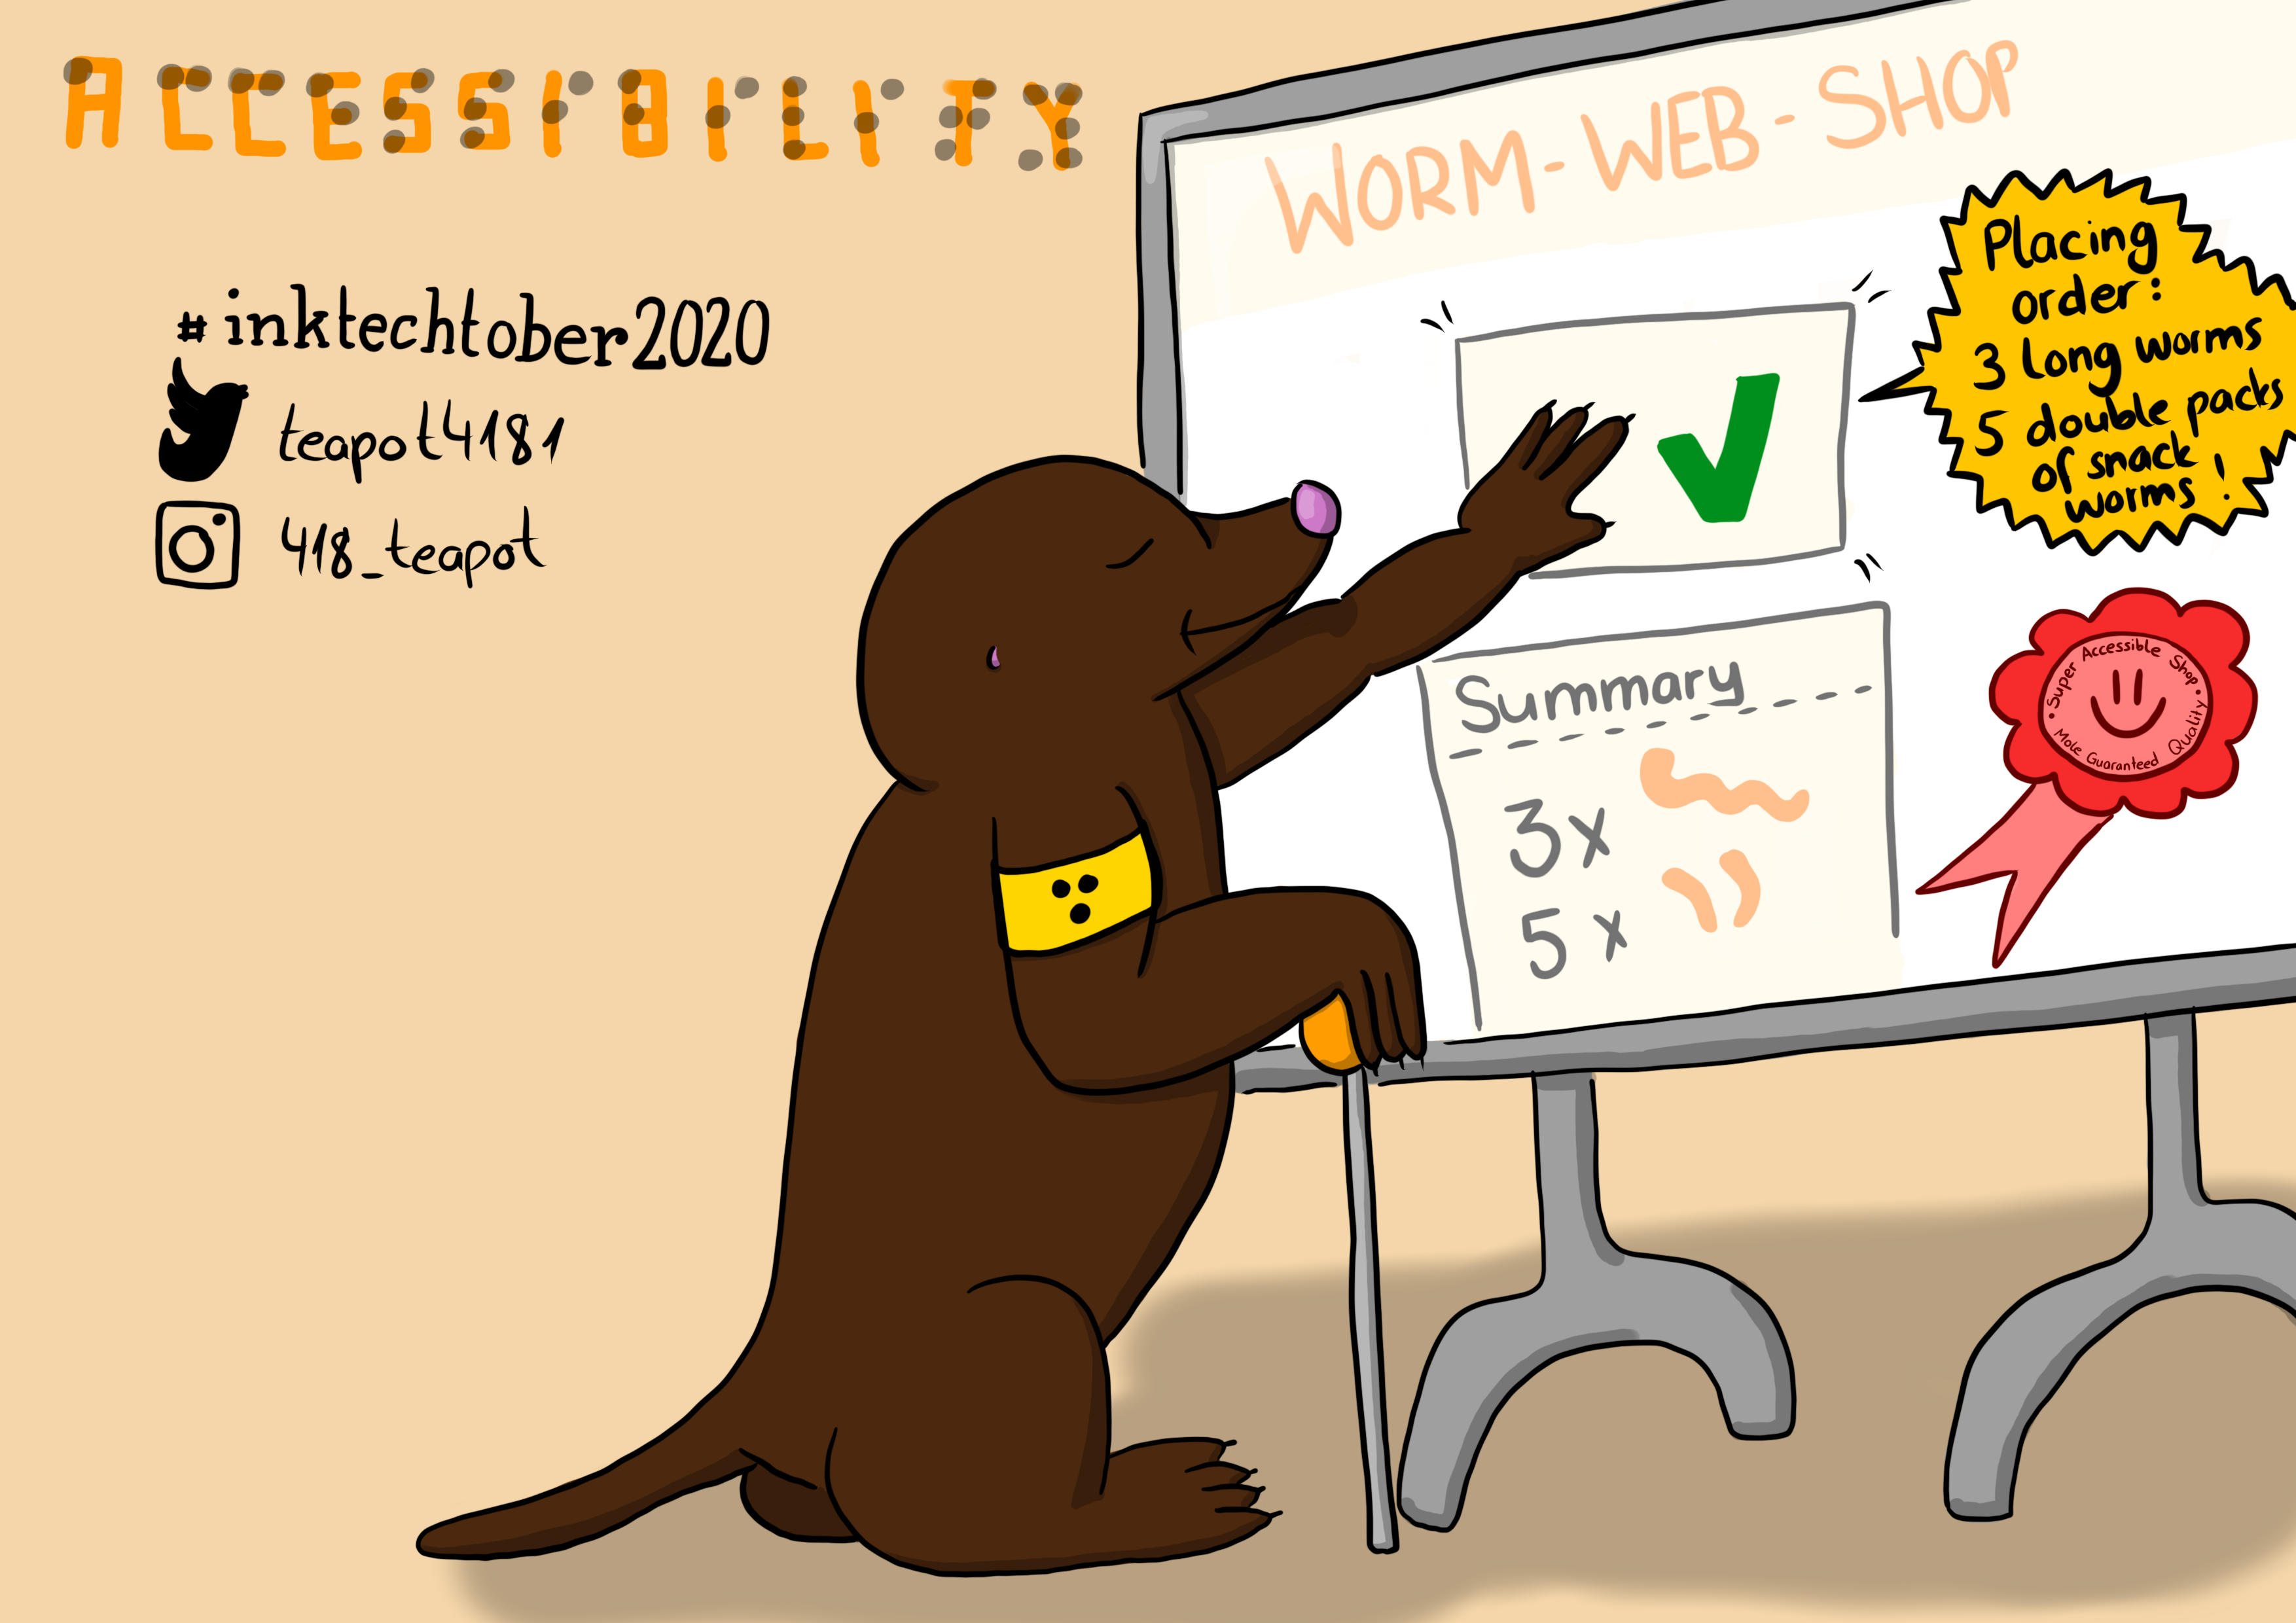 ACCESSIBILITY
#inktechtober2020
teapot4181
418_teapot
WORM-WEB-SHOP
Placing
order:
3 long worms
5 double packs
of snack
worms!
Summary
3x
5x
• Super Accessible Shop •
Mole Guaranteed Quality